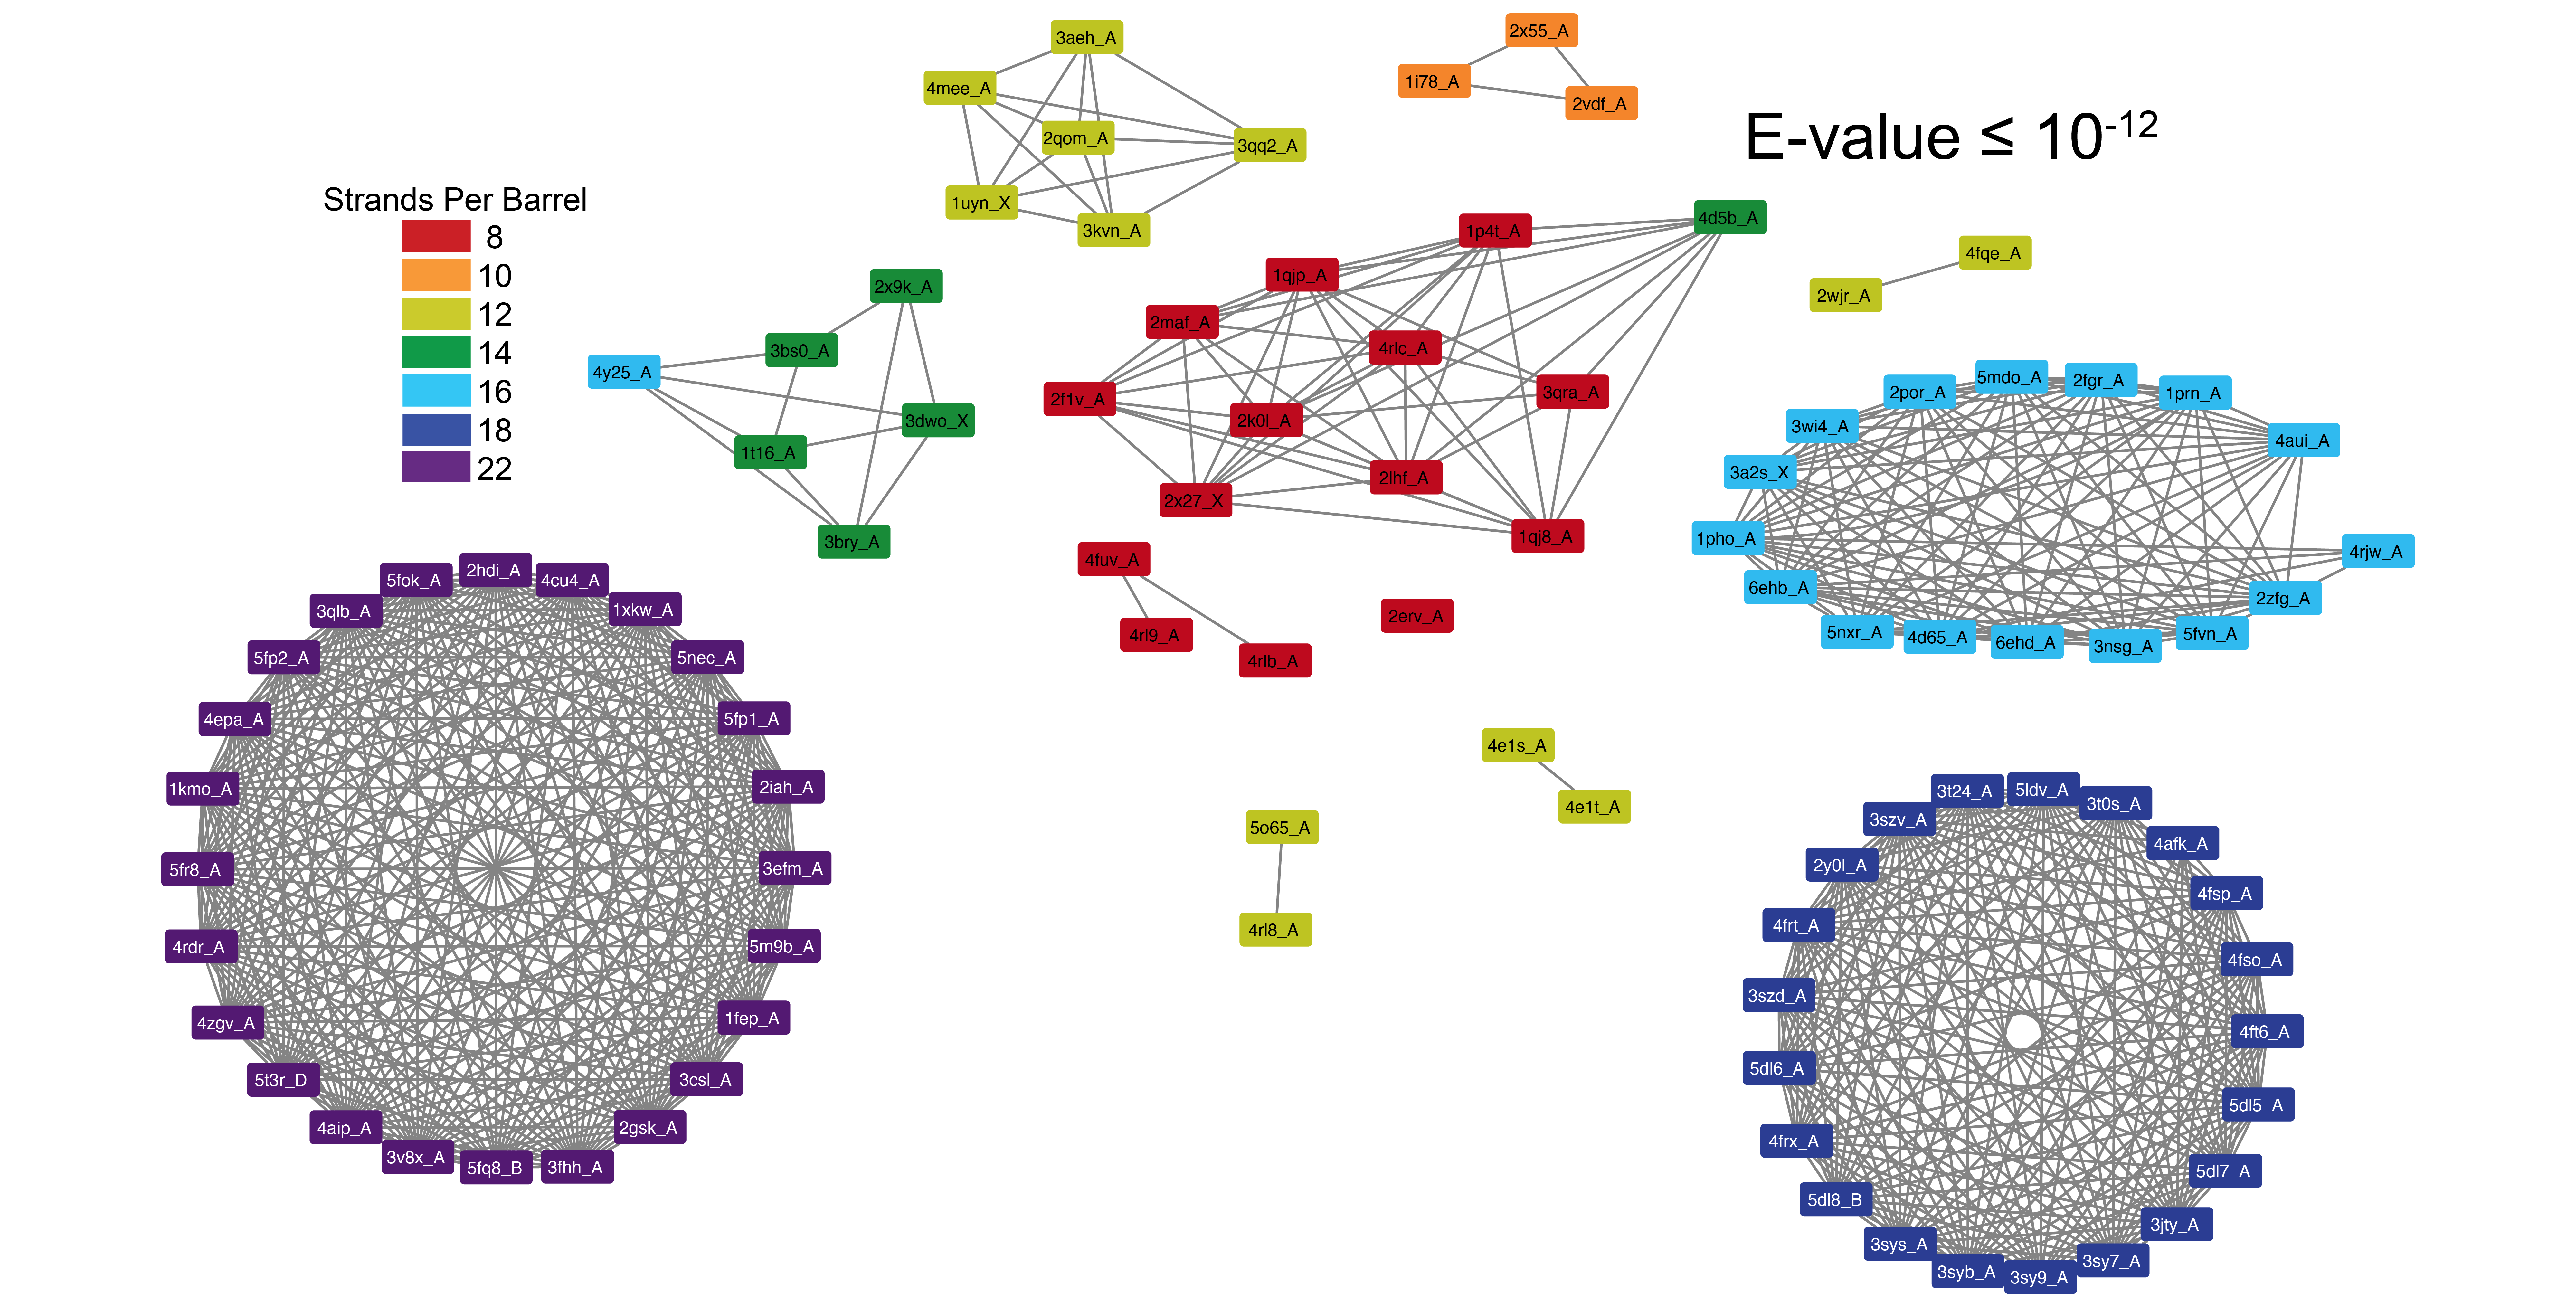 E-value ≤ 10-12
Strands Per Barrel
8
10
12
14
16
18
22
3aeh_A
4mee_A
2qom_A
3qq2_A
1uyn_X
3kvn_A
2x55_A
1i78_A
2vdf_A
4fqe_A
2wjr_A
2x9k_A
3bs0_A
4y25_A
3dwo_X
1t16_A
3bry_A
1p4t_A
4d5b_A
1qjp_A
2maf_A
4rlc_A
2f1v_A
3qra_A
2k0l_A
2lhf_A
2x27_X
1qj8_A
4fuv_A
4rl9_A
4rlb_A
2erv_A
5mdo_A
2fgr_A
2por_A
1prn_A
3wi4_A
4aui_A
3a2s_X
1pho_A
4rjw_A
6ehb_A
2zfg_A
5nxr_A
4d65_A
6ehd_A
3nsg_A
5fvn_A
2hdi_A
5fok_A
4cu4_A
3qlb_A
1xkw_A
5fp2_A
5nec_A
4epa_A
5fp1_A
1kmo_A
2iah_A
5fr8_A
3efm_A
4rdr_A
5m9b_A
4zgv_A
1fep_A
5t3r_D
3csl_A
4aip_A
2gsk_A
3v8x_A
5fq8_B
3fhh_A
4e1s_A
4e1t_A
5o65_A
4rl8_A
3t24_A
5ldv_A
3t0s_A
3szv_A
4afk_A
2y0l_A
4fsp_A
4frt_A
4fso_A
3szd_A
4ft6_A
5dl6_A
5dl5_A
4frx_A
5dl7_A
5dl8_B
3jty_A
3sys_A
3syb_A
3sy9_A
3sy7_A